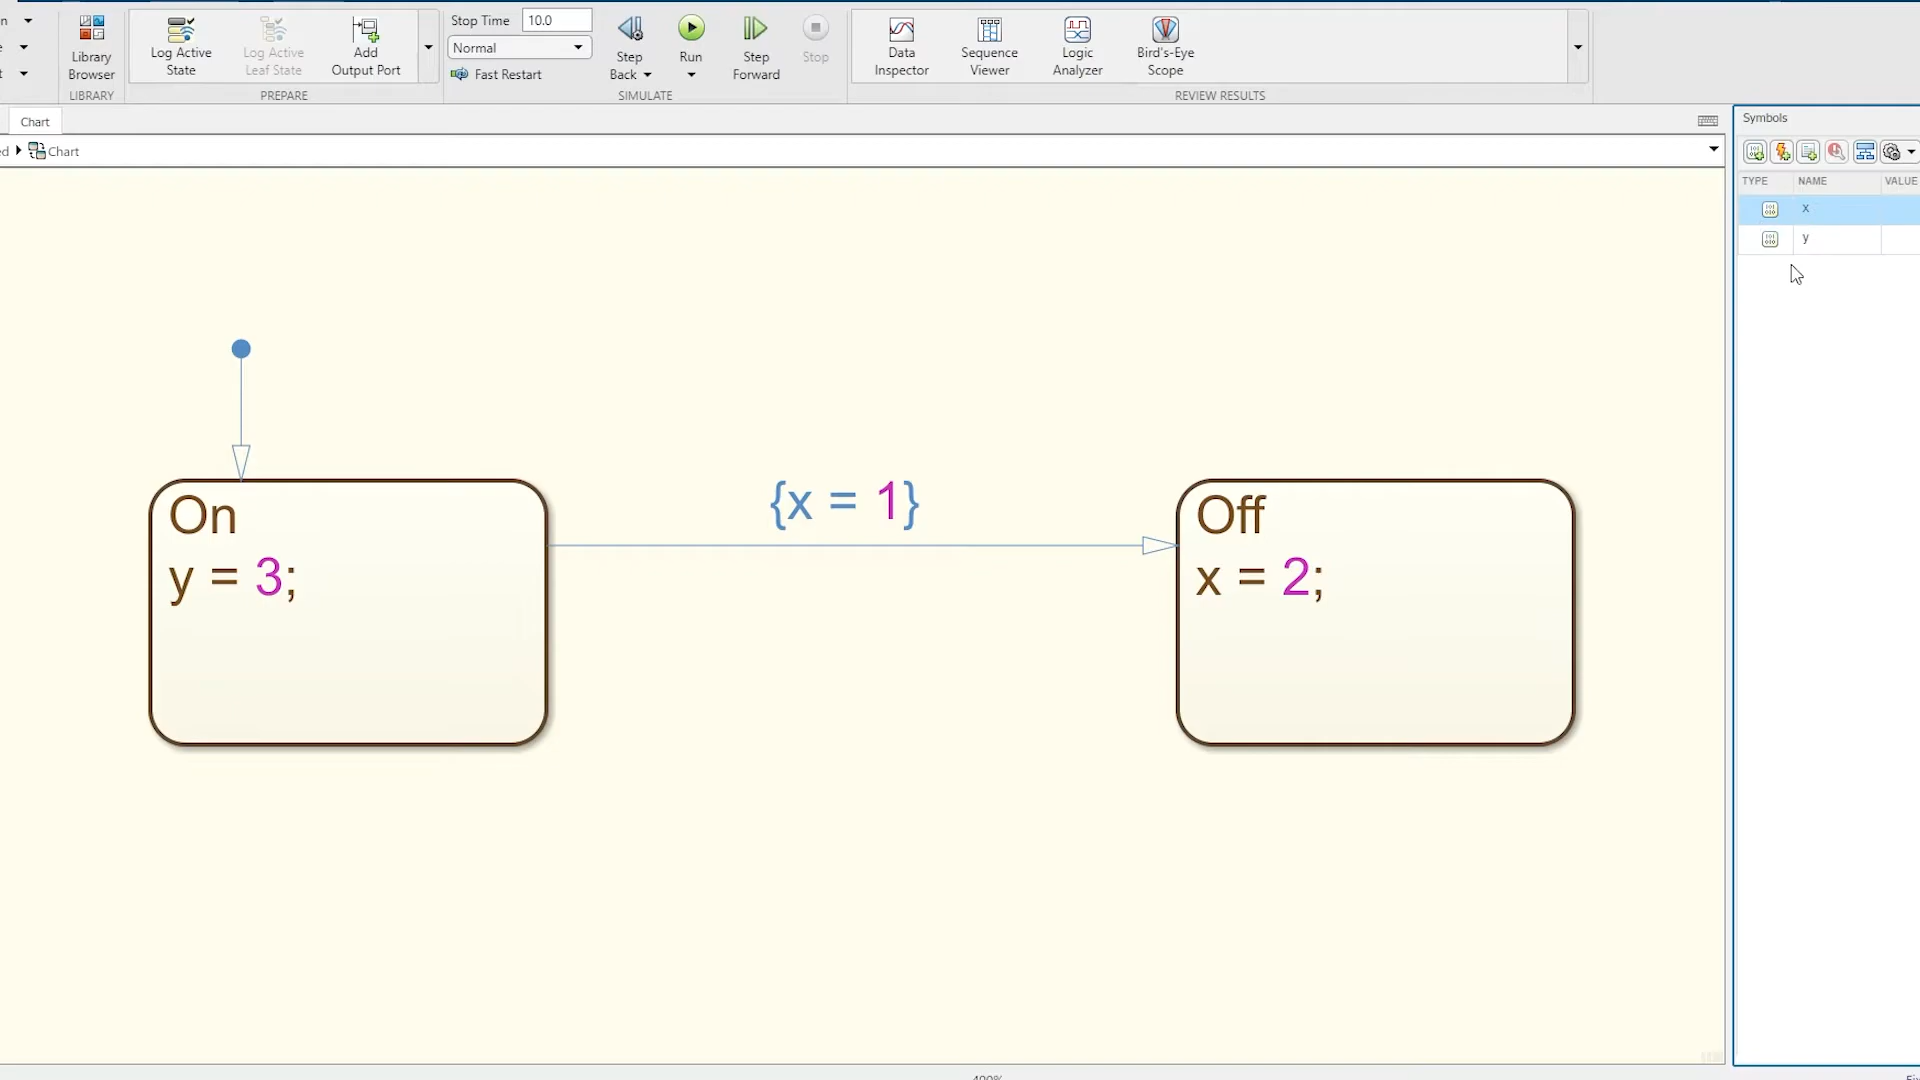 Library
Browser
LIBRARY
Log Active
State
Log Active
Leaf State
Add
Output Port
PREPARE
Stop Time 10.0
Normal
Fast Restart
Step
Back
Run
Step
Forward
Stop
SIMULATE
Data
Inspector
Sequence
Viewer
Logic
Analyzer
Bird's-Eye
Scope
REVIEW RESULTS
Chart
Chart
Symbols
TYPE NAME VALUE
x
y
On
y = 3;
{x = 1}
Off
x = 2;